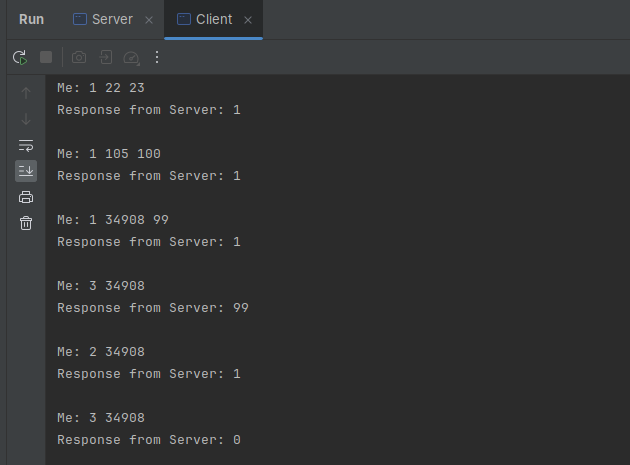 Run Server × Client ×
Me: 1 22 23
Response from Server: 1
Me: 1 105 100
Response from Server: 1
Me: 1 34908 99
Response from Server: 1
Me: 3 34908
Response from Server: 99
Me: 2 34908
Response from Server: 1
Me: 3 34908
Response from Server: 0